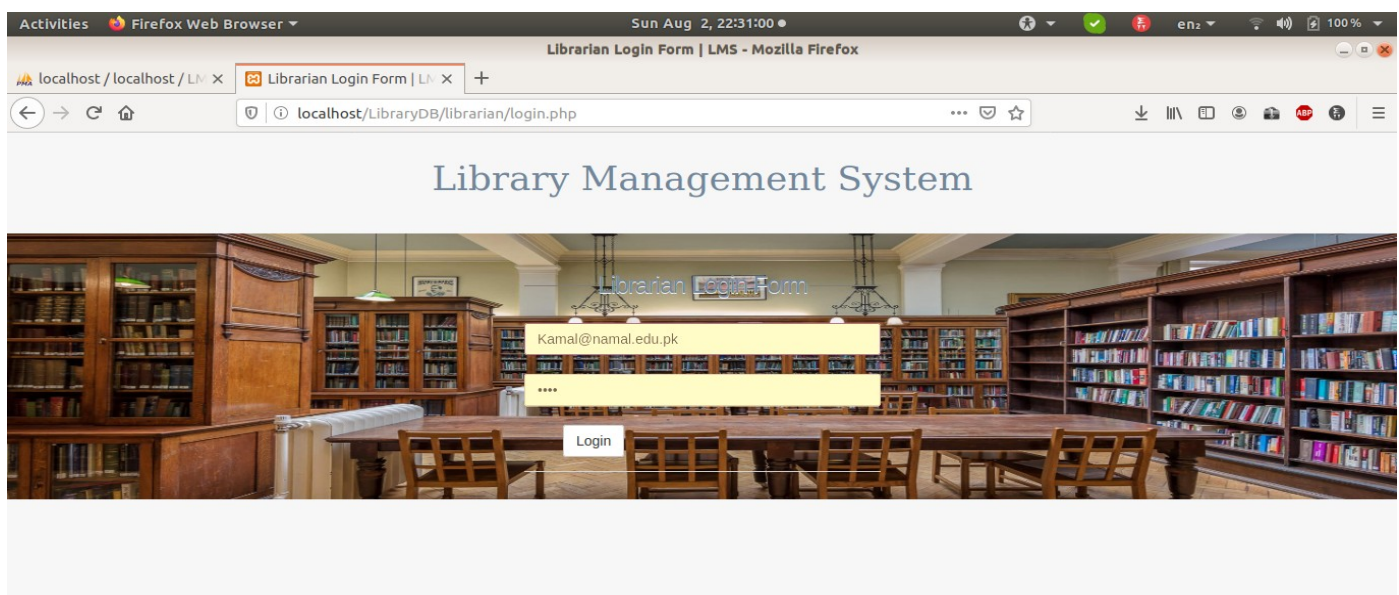 Activities Firefox Web Browser Sun Aug 2, 22:31:00 en₂ 100 %
Librarian Login Form | LMS - Mozilla Firefox
localhost / localhost / LM Librarian Login Form | LM
localhost/LibraryDB/librarian/login.php ABP
Library Management System
Librarian Login Form
Kamal@namal.edu.pk
••••
Login